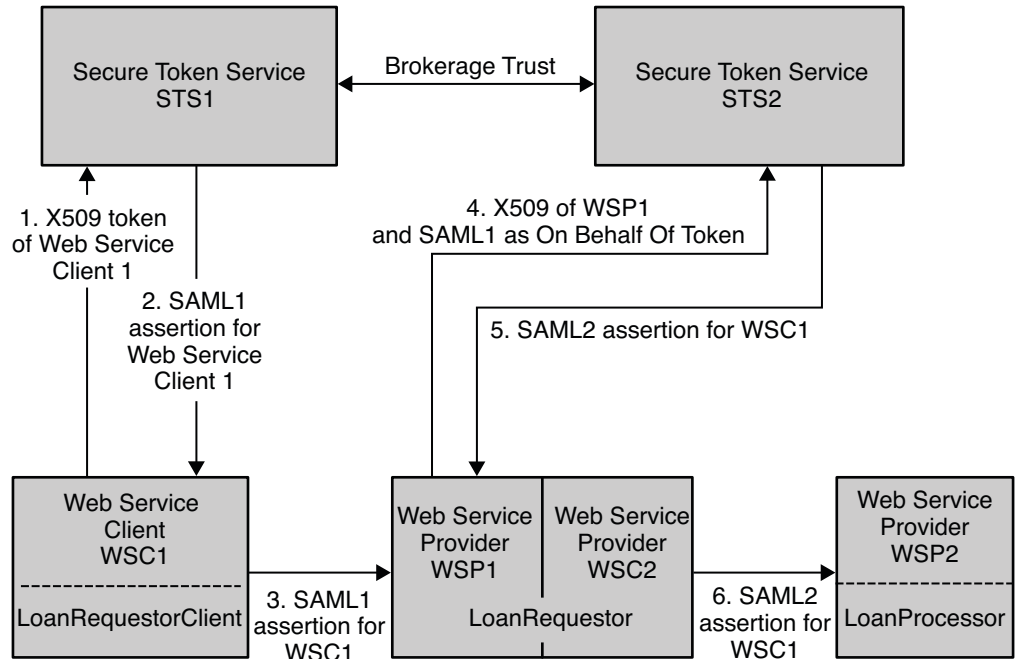 Secure Token Service
STS1
Brokerage Trust
Secure Token Service
STS2
1. X509 token
of Web Service
Client 1
2. SAML1
assertion for
Web Service
Client 1
4. X509 of WSP1
and SAML1 as On Behalf Of Token
5. SAML2 assertion for WSC1
Web Service
Client
WSC1
LoanRequestorClient
3. SAML1
assertion for
WSC1
Web Service
Provider
WSP1
Web Service
Provider
WSC2
LoanRequestor
6. SAML2
assertion for
WSC1
Web Service
Provider
WSP2
LoanProcessor